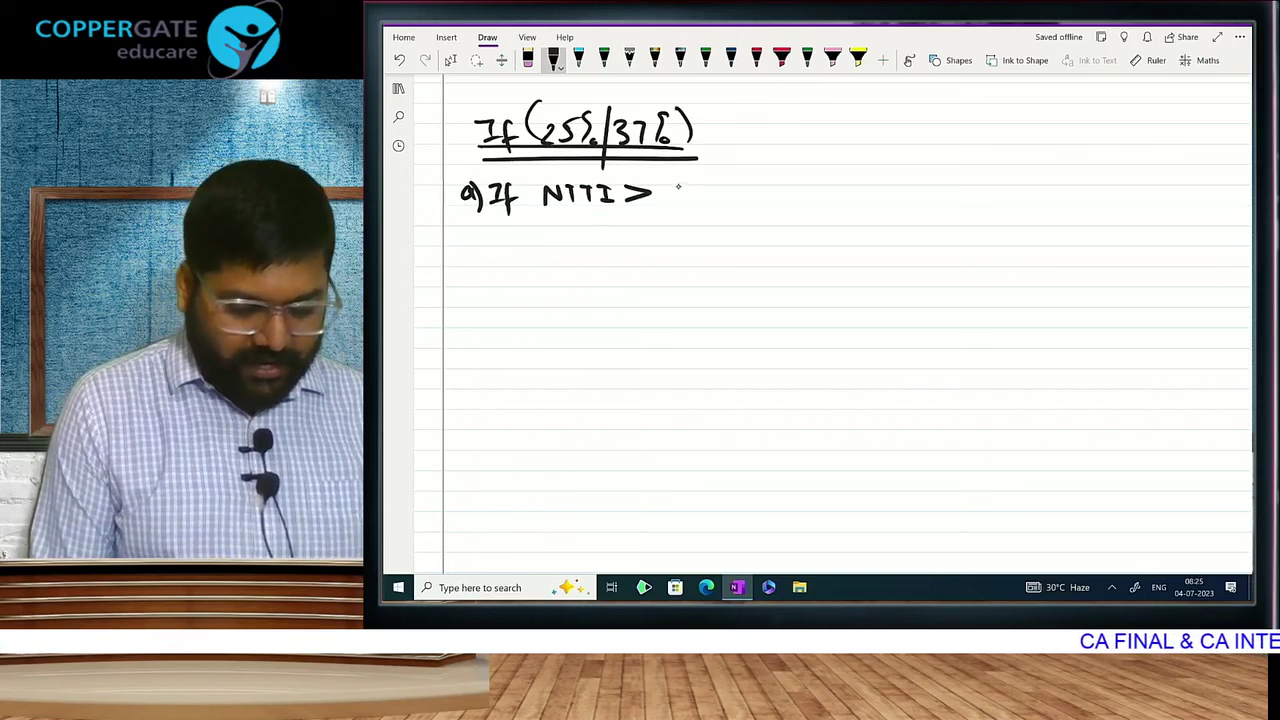 COPPERGATE
educare
Home Insert Draw View Help
Saved offline Share
Shapes Ink to Shape Ink to Text Ruler Maths
If (25%/37%)
a) If NTTI >
Type here to search
30°C Haze ENG 08:25
04-07-2023
CA FINAL & CA INTE